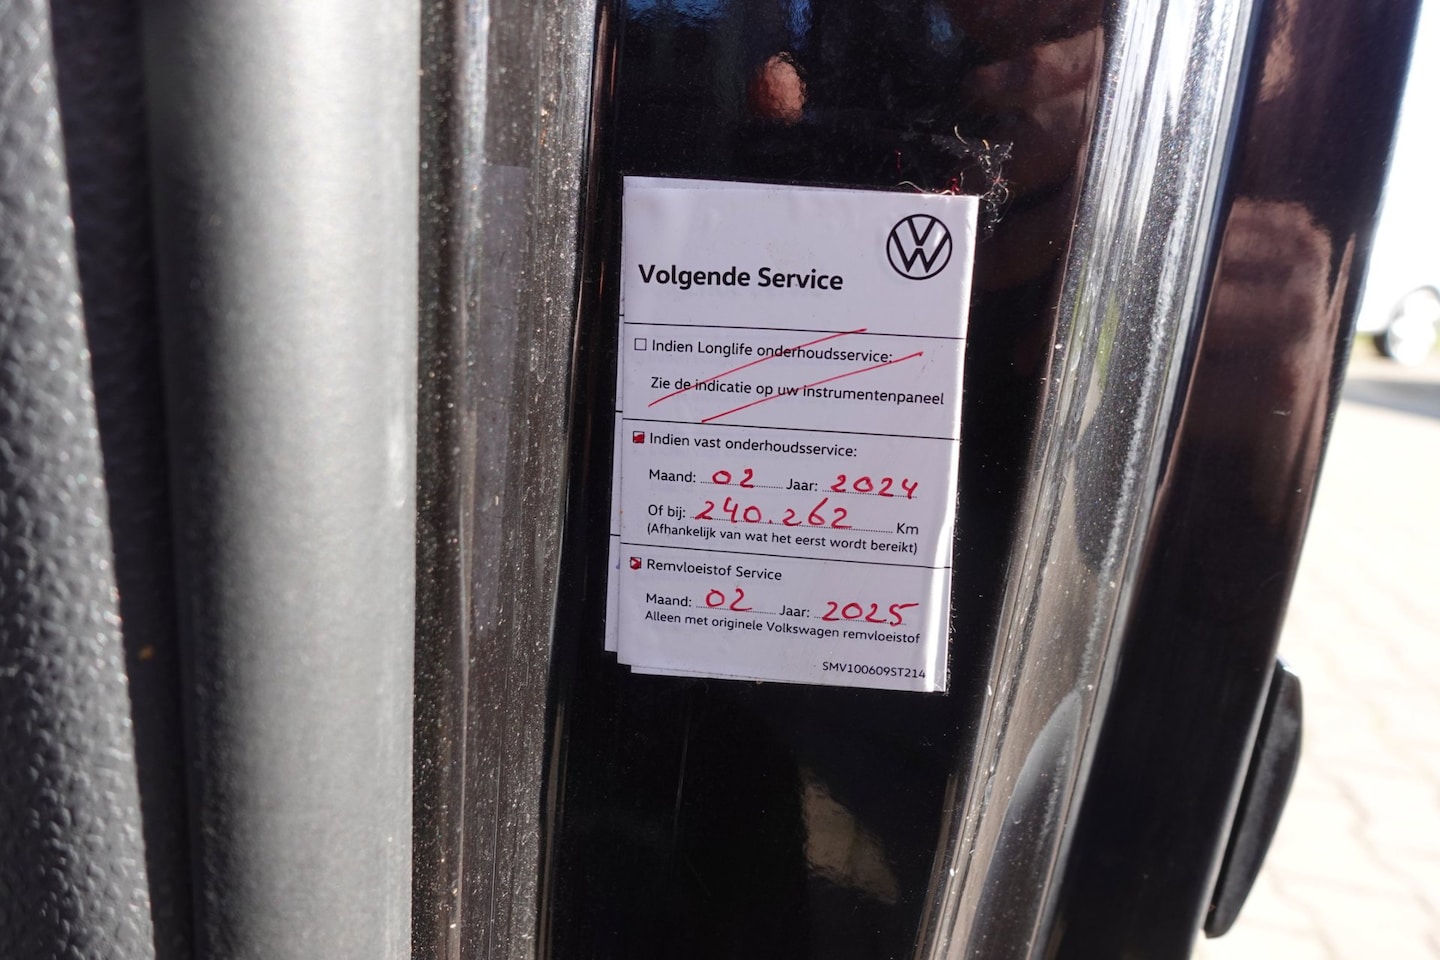 Volgende Service
Indien Longlife onderhoudsservice:
Zie de indicatie op uw instrumentenpaneel
Indien vast onderhoudsservice:
Maand: 02 Jaar: 2024
Of bij: 240.262 Km
(Afhankelijk van wat het eerst wordt bereikt)
Remvloeistof Service
Maand: 02 Jaar: 2025
Alleen met originele Volkswagen remvloeistof
SMV100609ST214